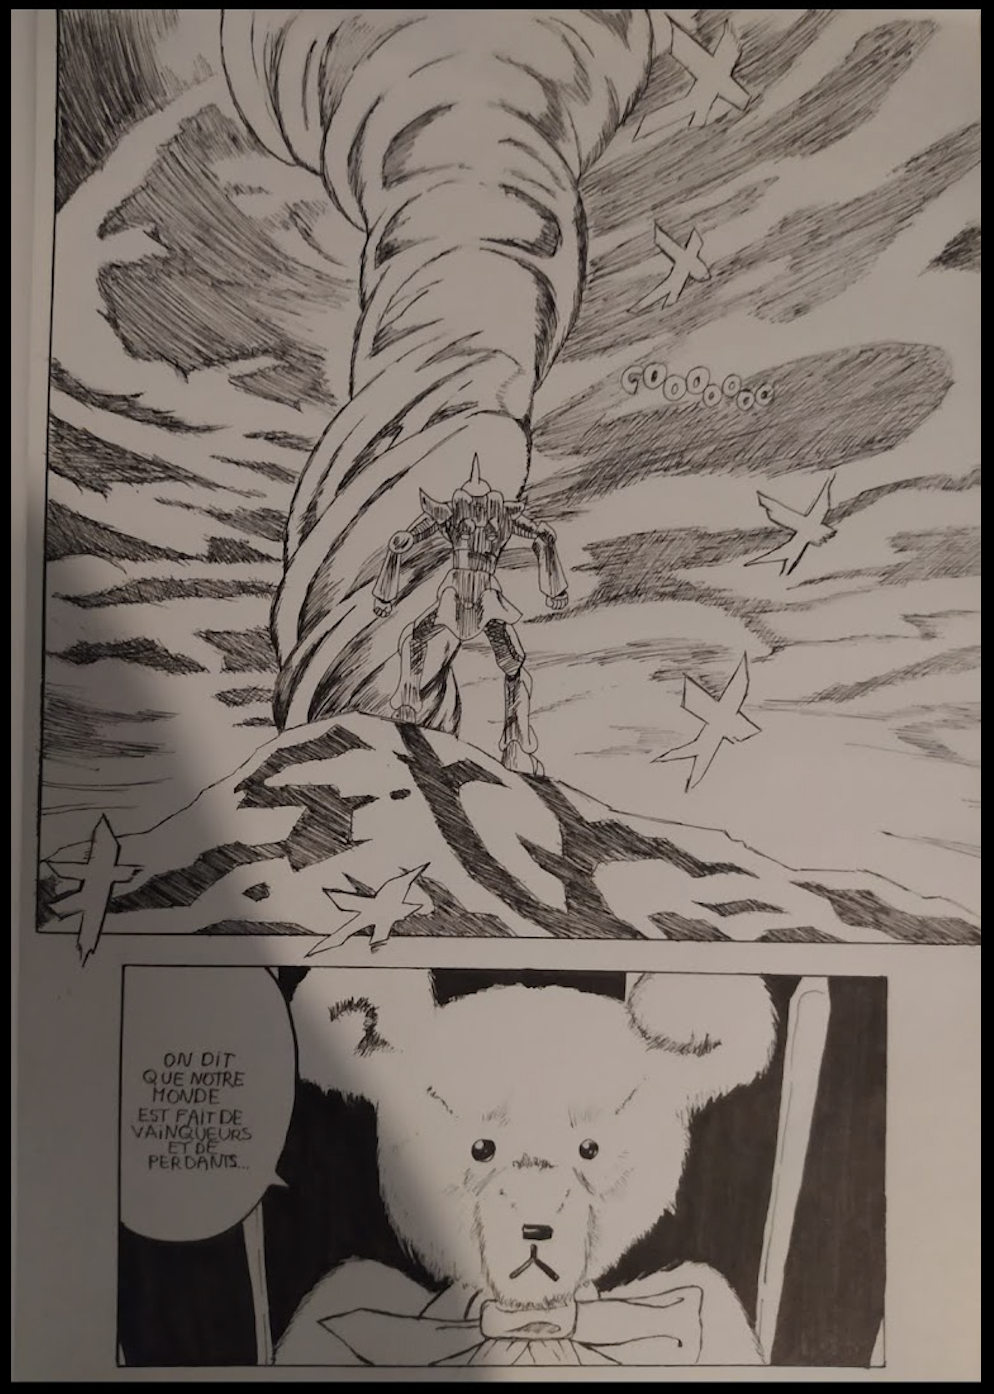 GOOOOOOO
ON DIT
QUE NOTRE
MONDE
EST FAIT DE
VAINQUEURS
ET DE
PERDANTS...